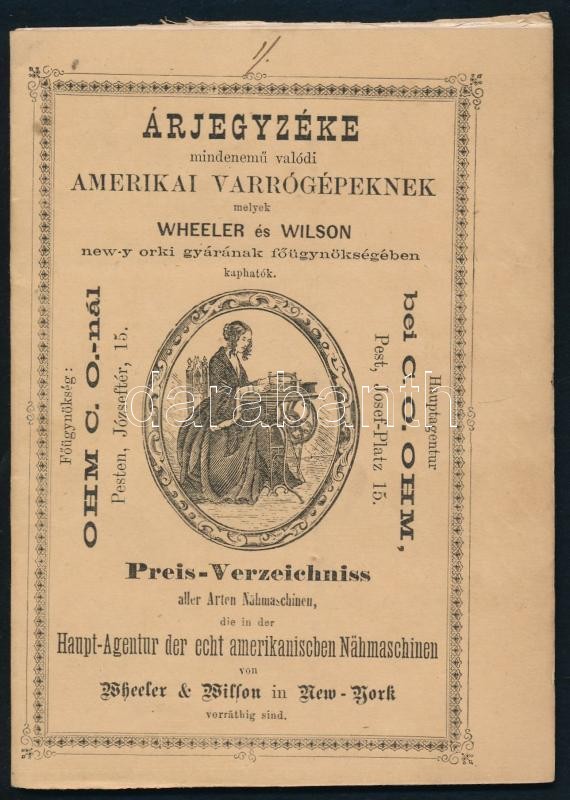 1/.
ÁRJEGYZÉKE
mindenemű valódi
AMERIKAI VARRÓGÉPEKNEK
melyek
WHEELER és WILSON
new-y orki gyárának főügynökségében
kaphatók.
Főügynökség:
OHM C. O.-nál
Pesten, Józseftér, 15.
Hauptagentur
bei C. O. OHM,
Pest, Josef-Platz 15.
darabanth
Preis-Verzeichniss
aller Arten Nähmaschinen,
die in der
Haupt-Agentur der echt amerikanischen Nähmaschinen
von
Wheeler & Wilson in New-York
vorräthig sind.